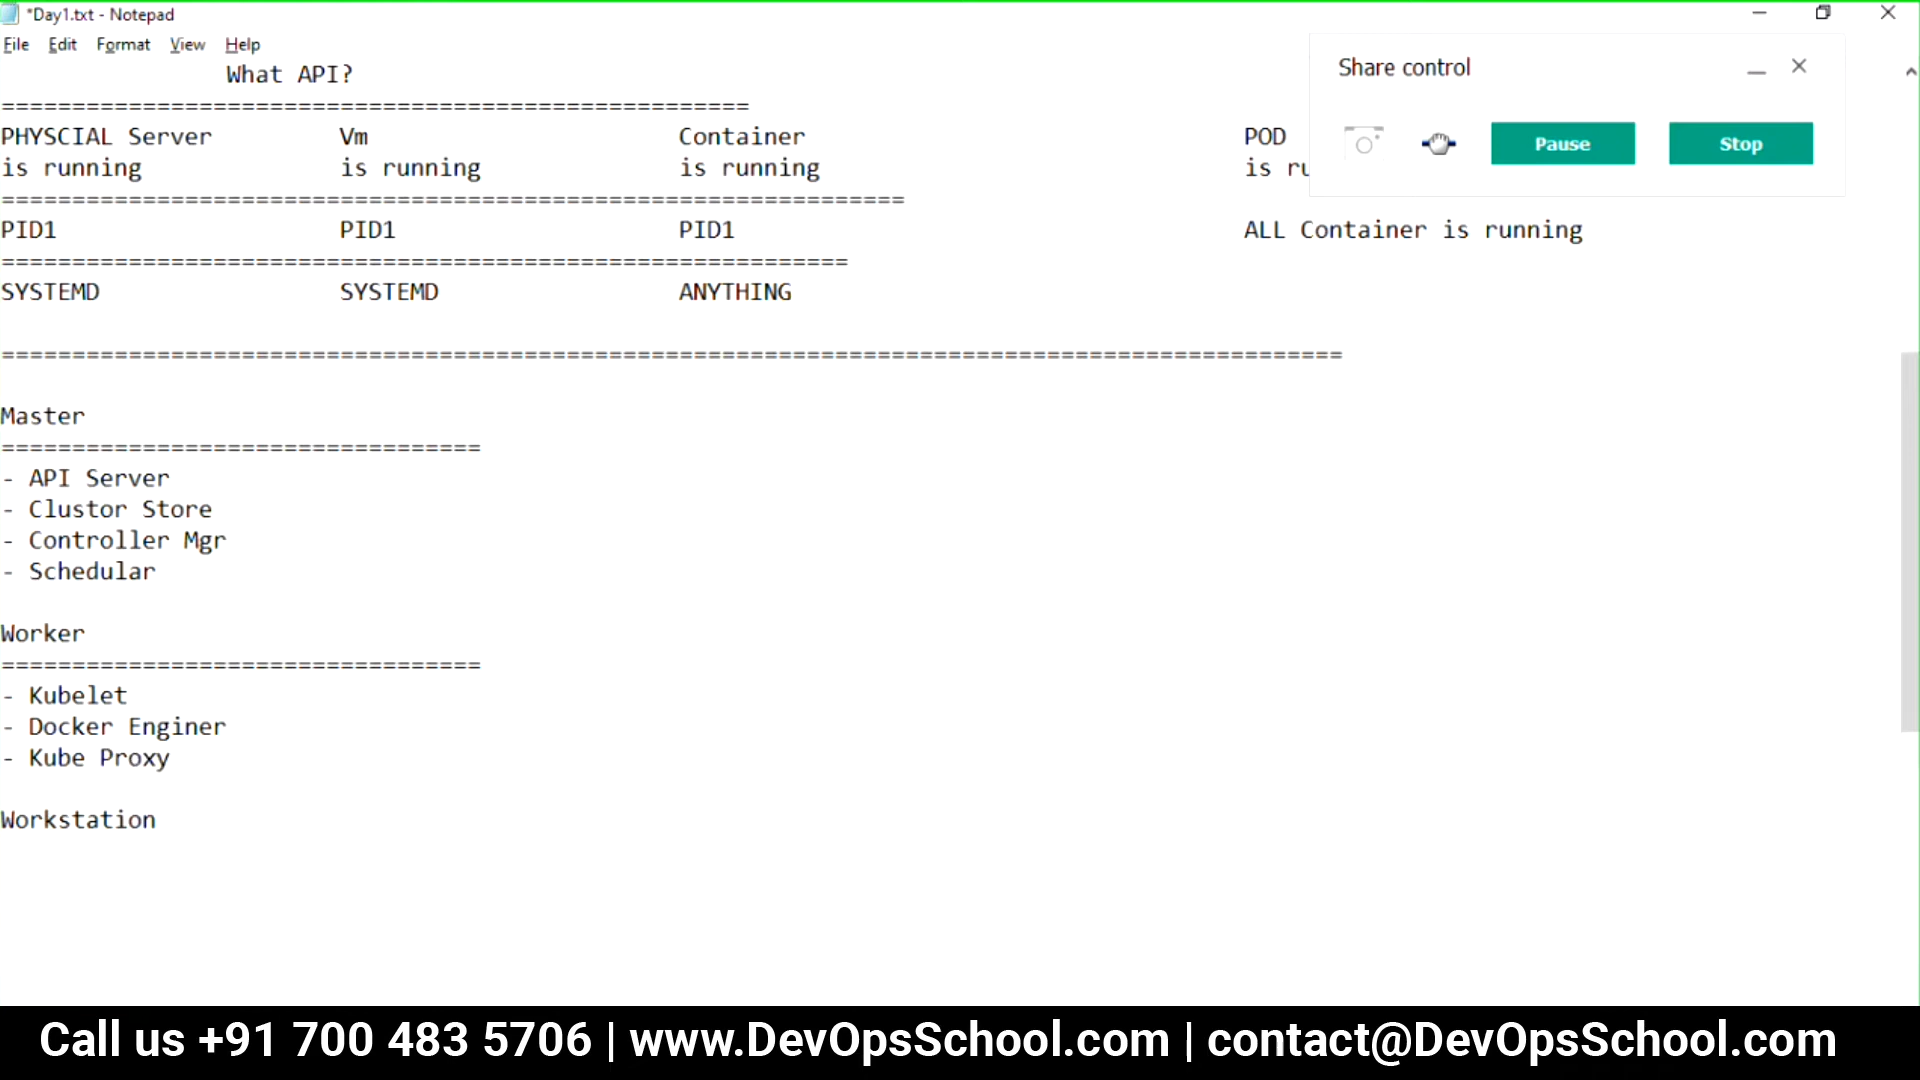 *Day1.txt - Notepad
File Edit Format View Help
What API?
=====================================================
PHYSCIAL Server Vm Container POD
is running is running is running is ru
================================================================
PID1 PID1 PID1 ALL Container is running
============================================================
SYSTEMD SYSTEMD ANYTHING
===============================================================================================
Master
==================================
- API Server
- Clustor Store
- Controller Mgr
- Schedular
Worker
==================================
- Kubelet
- Docker Enginer
- Kube Proxy
Workstation
Share control
Pause Stop
Call us +91 700 483 5706 | www.DevOpsSchool.com | contact@DevOpsSchool.com